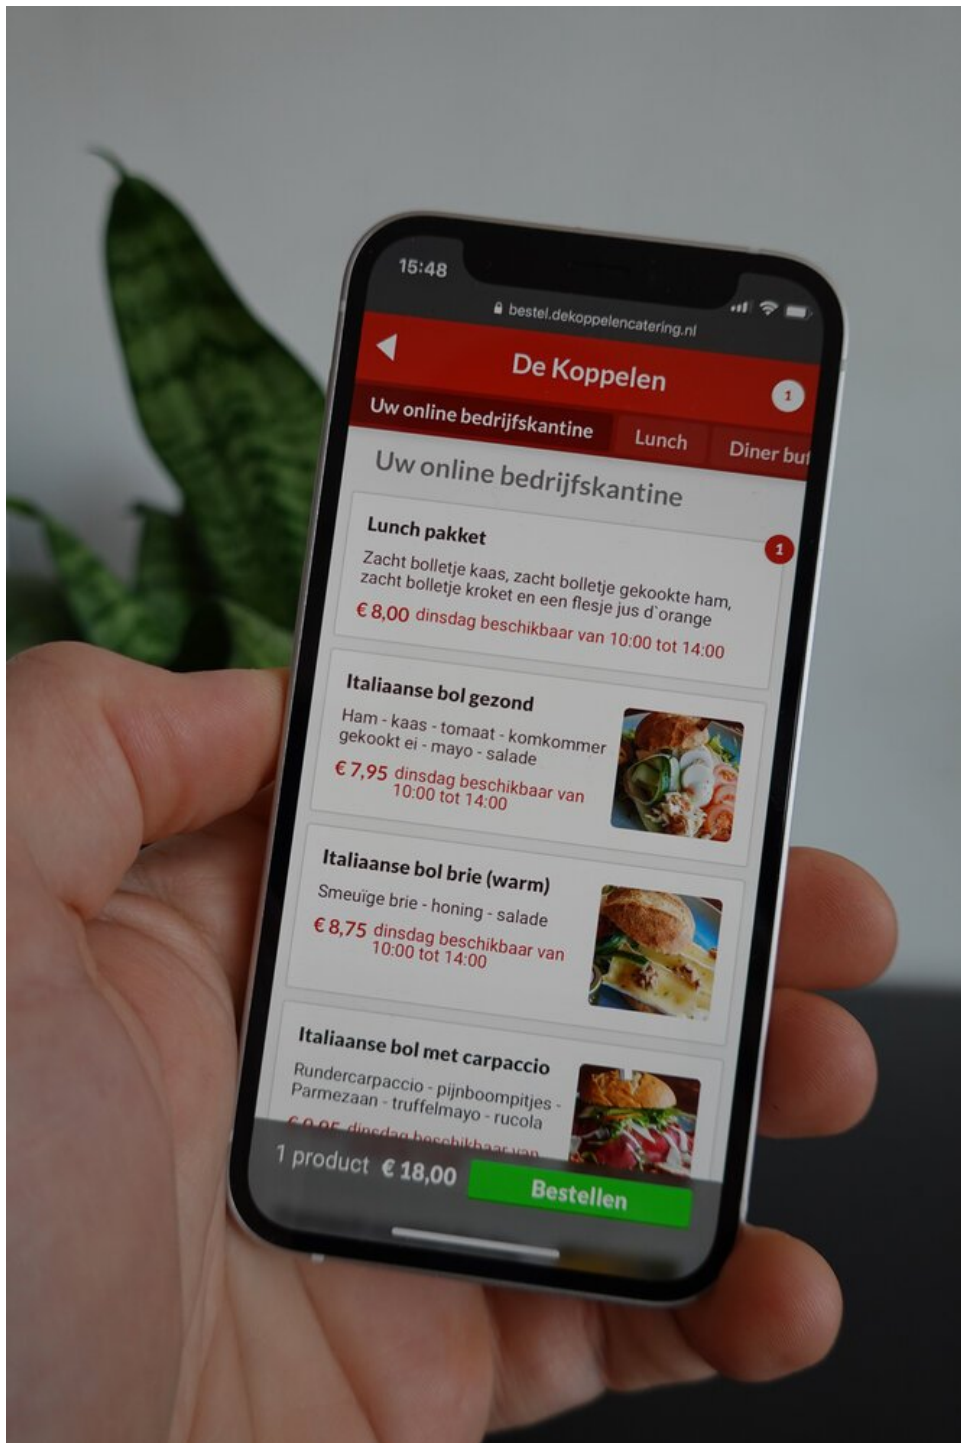 15:48
bestel.dekoppelencatering.nl
De Koppelen
1
Uw online bedrijfskantine Lunch Diner buf
Uw online bedrijfskantine
1
Lunch pakket
Zacht bolletje kaas, zacht bolletje gekookte ham,
zacht bolletje kroket en een flesje jus d`orange
€ 8,00 dinsdag beschikbaar van 10:00 tot 14:00
Italiaanse bol gezond
Ham - kaas - tomaat - komkommer
gekookt ei - mayo - salade
€ 7,95 dinsdag beschikbaar van
10:00 tot 14:00
Italiaanse bol brie (warm)
Smeuïge brie - honing - salade
€ 8,75 dinsdag beschikbaar van
10:00 tot 14:00
Italiaanse bol met carpaccio
Rundercarpaccio - pijnboompitjes -
Parmezaan - truffelmayo - rucola
dinsdag beschikbaar van
1 product € 18,00 Bestellen